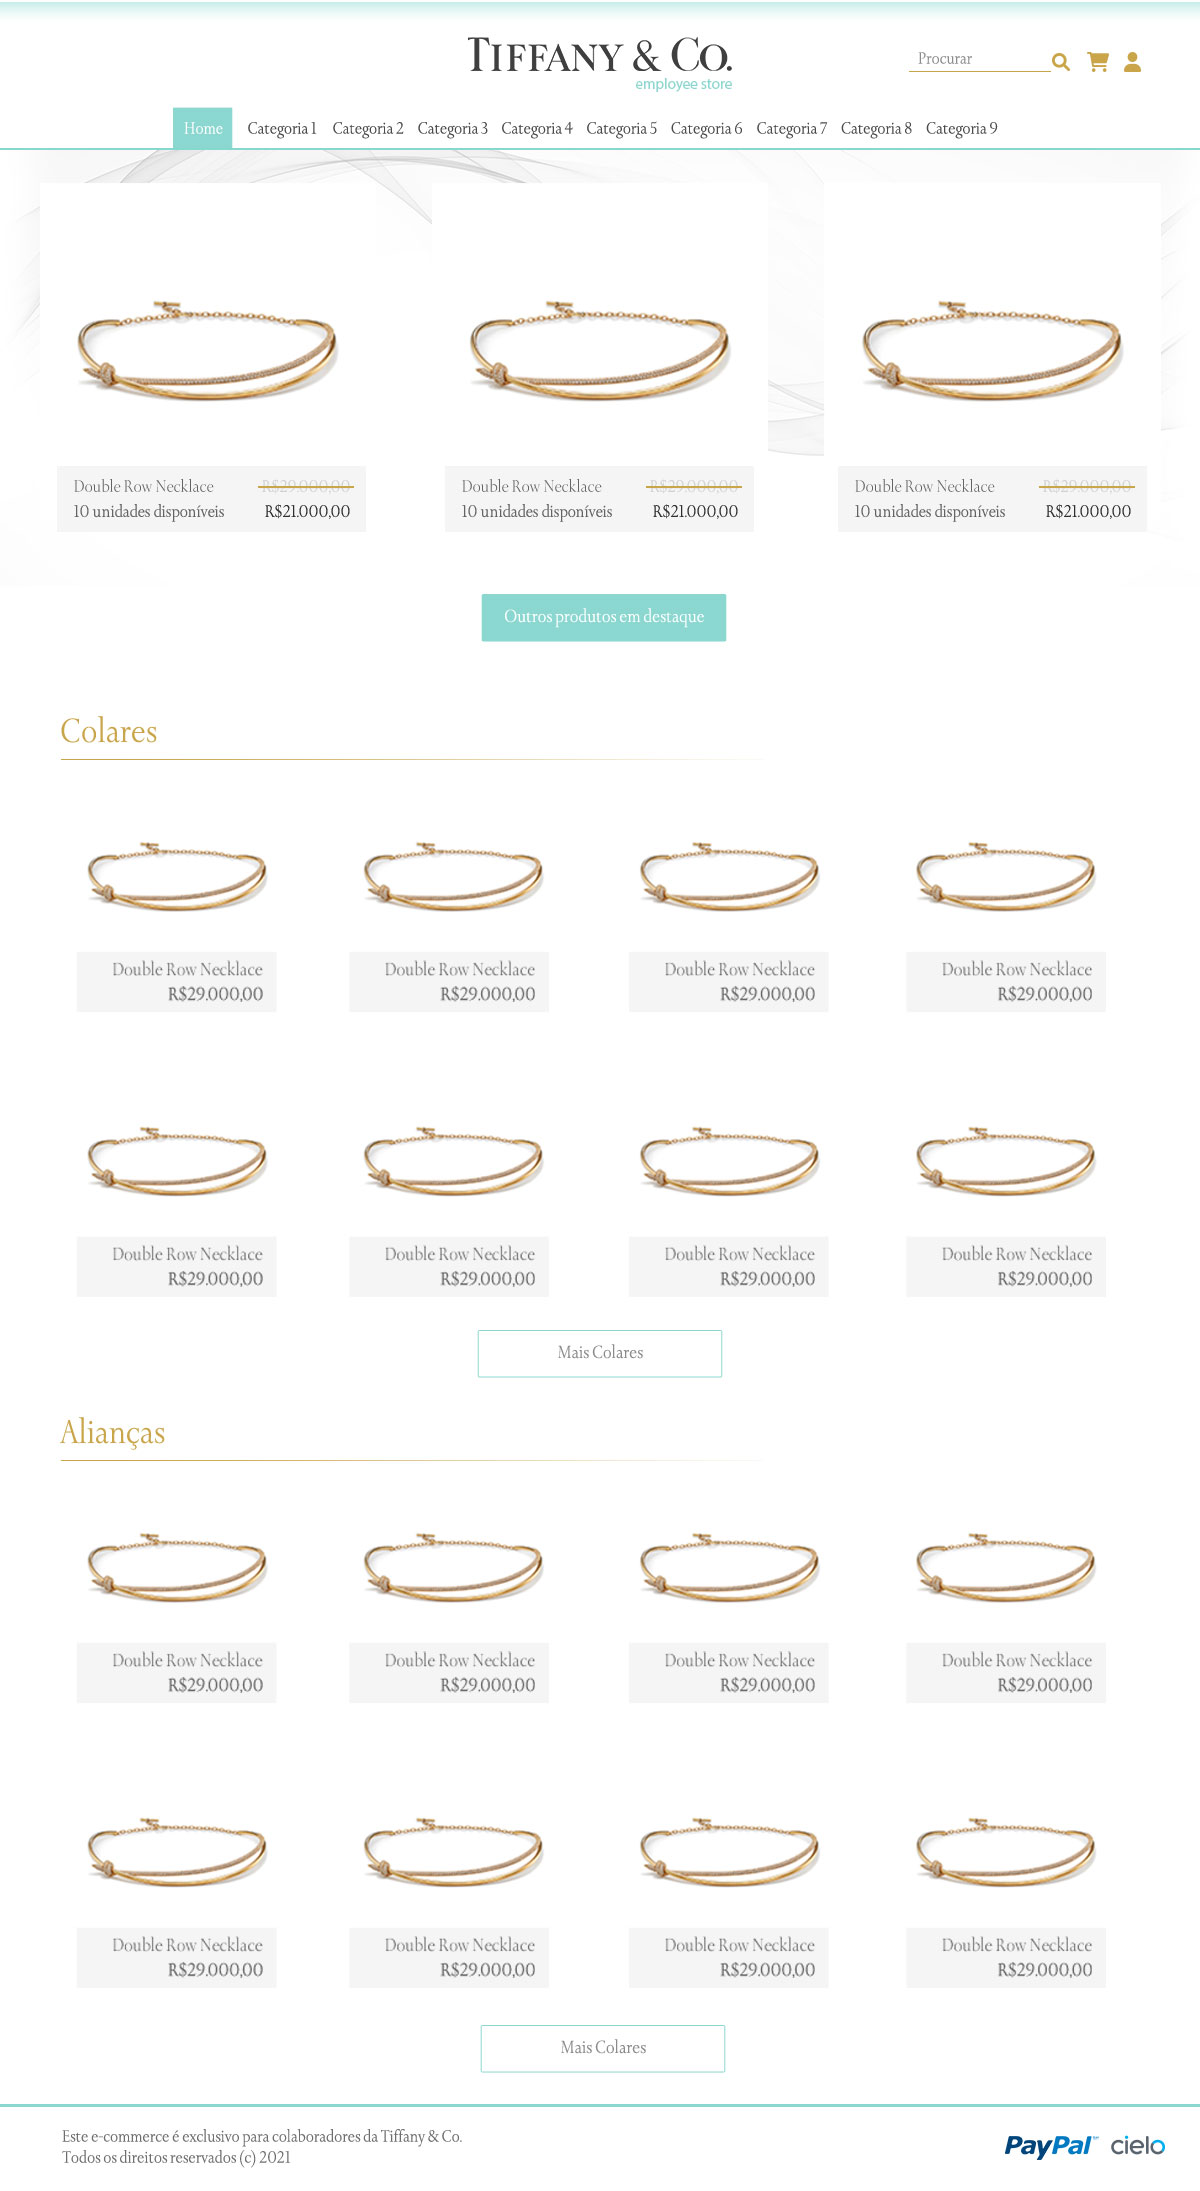 TIFFANY & CO.
employee store
Procurar
Home Categoria 1 Categoria 2 Categoria 3 Categoria 4 Categoria 5 Categoria 6 Categoria 7 Categoria 8 Categoria 9
Double Row Necklace R$29.000,00
10 unidades disponíveis R$21.000,00
Double Row Necklace R$29.000,00
10 unidades disponíveis R$21.000,00
Double Row Necklace R$29.000,00
10 unidades disponíveis R$21.000,00
Outros produtos em destaque
Colares
Double Row Necklace
R$29.000,00
Double Row Necklace
R$29.000,00
Double Row Necklace
R$29.000,00
Double Row Necklace
R$29.000,00
Double Row Necklace
R$29.000,00
Double Row Necklace
R$29.000,00
Double Row Necklace
R$29.000,00
Double Row Necklace
R$29.000,00
Mais Colares
Alianças
Double Row Necklace
R$29.000,00
Double Row Necklace
R$29.000,00
Double Row Necklace
R$29.000,00
Double Row Necklace
R$29.000,00
Double Row Necklace
R$29.000,00
Double Row Necklace
R$29.000,00
Double Row Necklace
R$29.000,00
Double Row Necklace
R$29.000,00
Mais Colares
Este e-commerce é exclusivo para colaboradores da Tiffany & Co.
Todos os direitos reservados (c) 2021
PayPal cielo